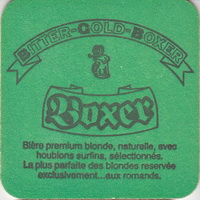 BITTER-GOLD-BOXER
Boxer
Bière premium blonde, naturelle, avec
houblons surfins, sélectionnés.
La plus parfaite des blondes reservée
exclusivement...aux romands.